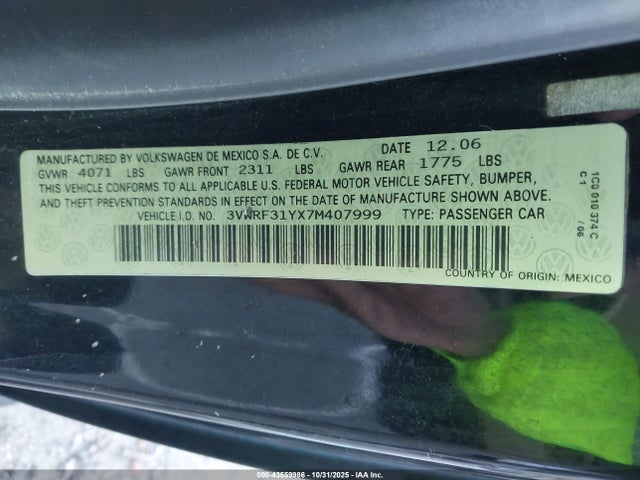 MANUFACTURED BY VOLKSWAGEN DE MEXICO S.A. DE C.V. DATE 12.06
GVWR 4071 LBS GAWR FRONT 2311 LBS GAWR REAR 1775 LBS
THIS VEHICLE CONFORMS TO ALL APPLICABLE U.S. FEDERAL MOTOR VEHICLE SAFETY, BUMPER,
AND THEFT PREVENTION STANDARDS IN EFFECT ON THE DATE OF MANUFACTURE SHOWN ABOVE.
VEHICLE I.D. NO. 3VWRF31YX7M407999 TYPE: PASSENGER CAR
COUNTRY OF ORIGIN: MEXICO
1C0 010 374 C
C1 /06
000-43559986 | 10/31/2025 | IAA Inc.